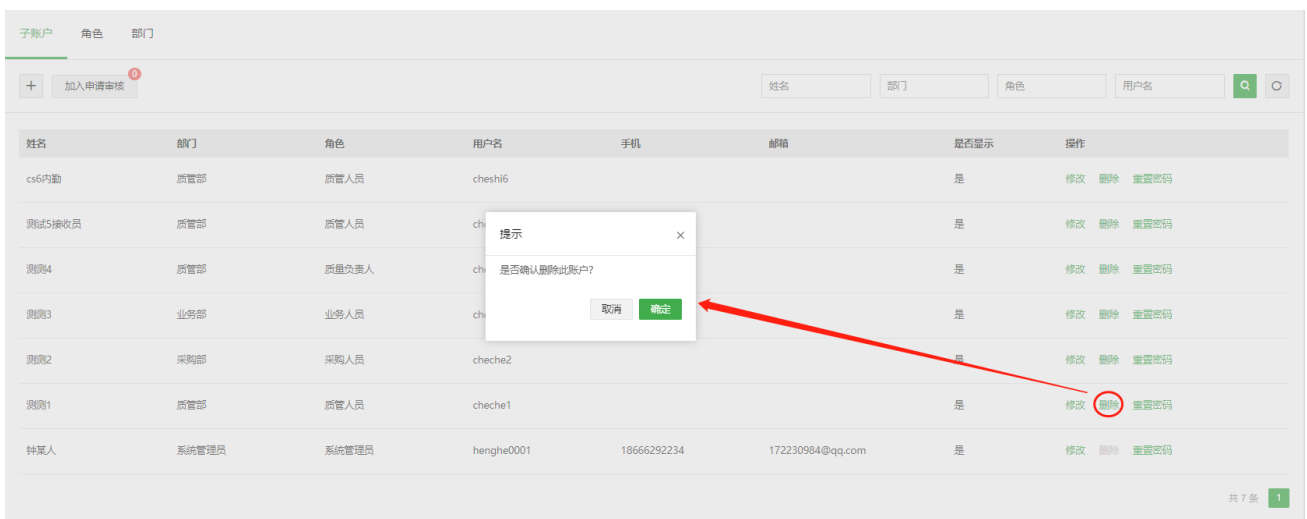 子账户 角色 部门
+ 加入申请审核 0 姓名 部门 角色 用户名
姓名 部门 角色 用户名 手机 邮箱 是否显示 操作
cs6内勤 质管部 质管人员 cheshi6 是 修改 删除 重置密码
测试5接收员 质管部 质管人员 che 是 修改 删除 重置密码
测测4 质管部 质量负责人 ch 是 修改 删除 重置密码
测测3 业务部 业务人员 ch 是 修改 删除 重置密码
测测2 采购部 采购人员 cheche2 是 修改 删除 重置密码
测测1 质管部 质管人员 cheche1 是 修改 删除 重置密码
钟某人 系统管理员 系统管理员 henghe0001 18666292234 172230984@qq.com 是 修改 删除 重置密码
共 7 条 1
提示 ×
是否确认删除此账户?
取消 确定